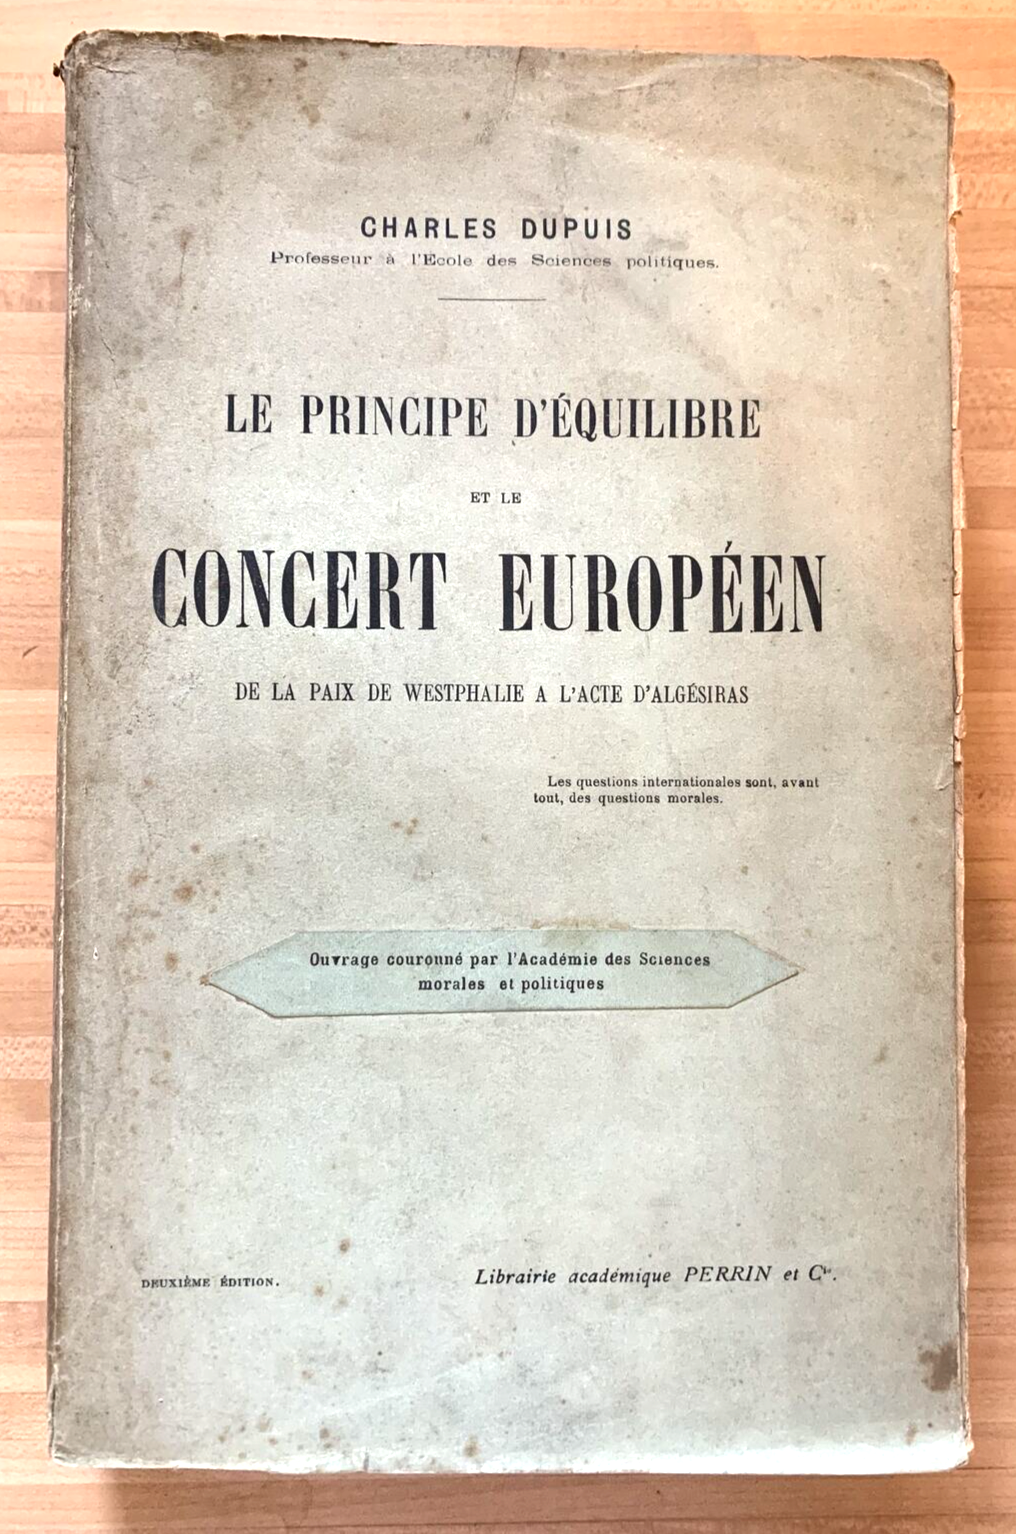 CHARLES DUPUIS
Professeur à l'Ecole des Sciences politiques.
LE PRINCIPE D'ÉQUILIBRE
ET LE
CONCERT EUROPÉEN
DE LA PAIX DE WESTPHALIE A L'ACTE D'ALGÉSIRAS
Les questions internationales sont, avant
tout, des questions morales.
Ouvrage couronné par l'Académie des Sciences
morales et politiques
DEUXIÈME ÉDITION.
Librairie académique PERRIN et Cie.